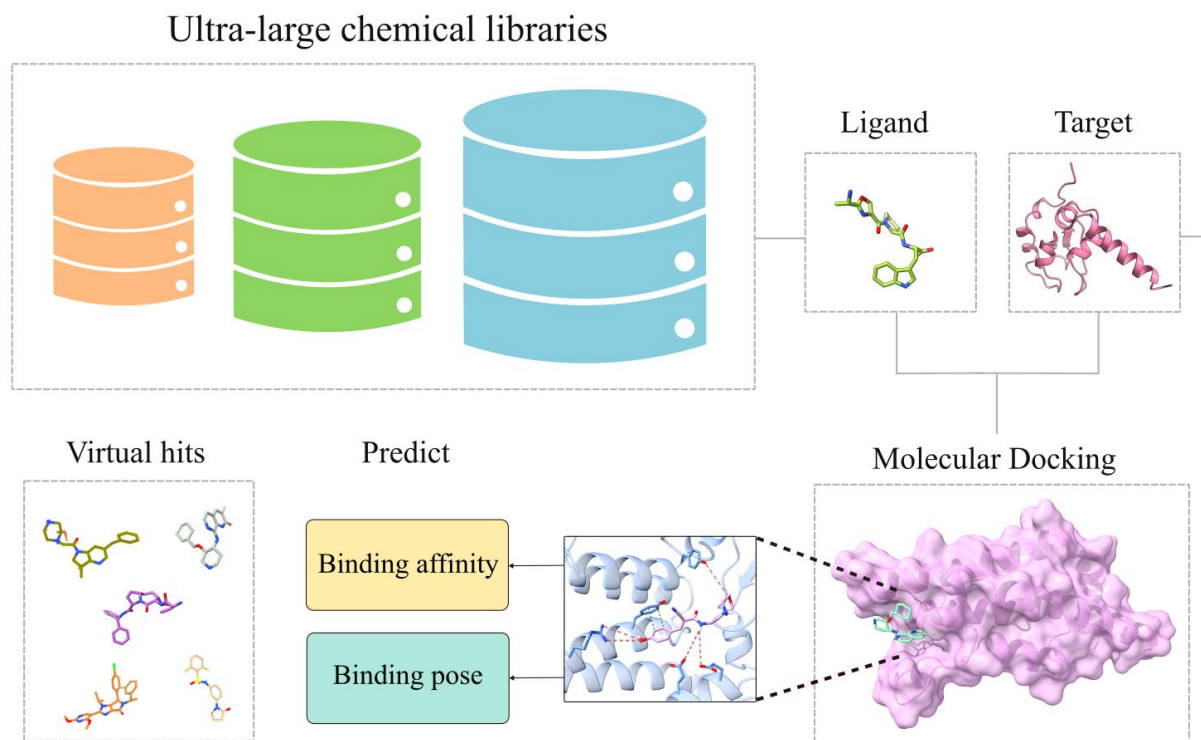 Ultra-large chemical libraries
Ligand
Target
Virtual hits
Predict
Molecular Docking
Binding affinity
Binding pose